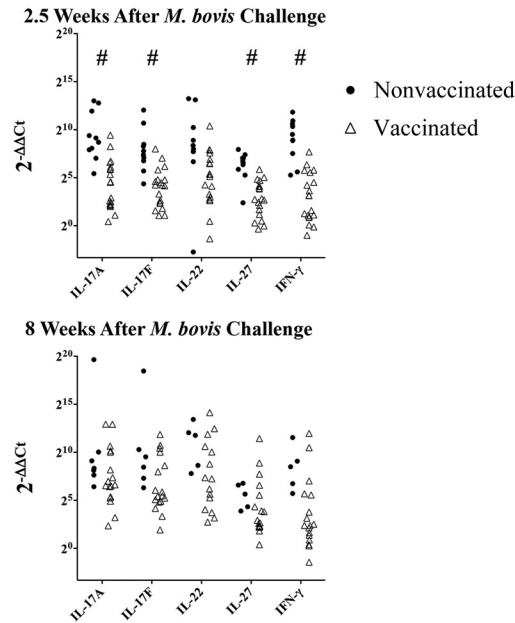 2.5 Weeks After M. bovis Challenge
# # # #
2^20
2^15
2^10
2^5
2^0
2^-ΔΔCt
IL-17A IL-17F IL-22 IL-27 IFN-γ
Nonvaccinated
Vaccinated
8 Weeks After M. bovis Challenge
2^20
2^15
2^10
2^5
2^0
2^-ΔΔCt
IL-17A IL-17F IL-22 IL-27 IFN-γ